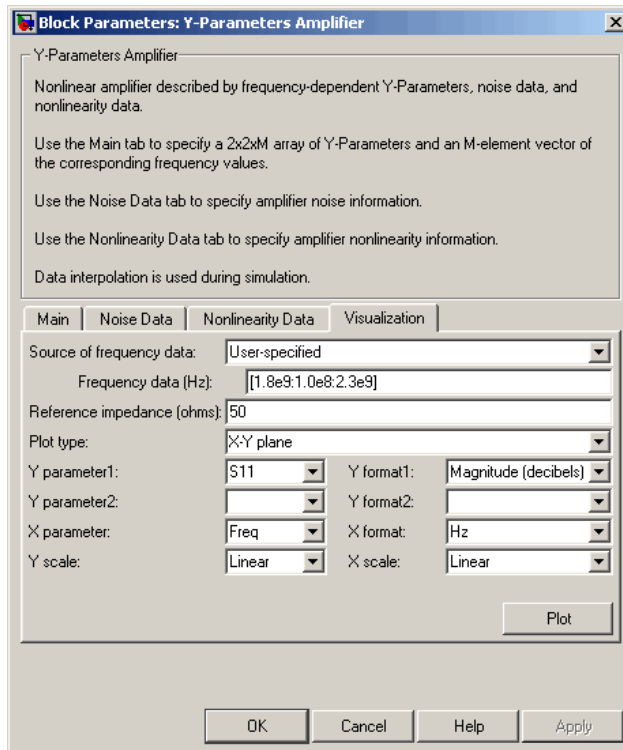 Block Parameters: Y-Parameters Amplifier
Y-Parameters Amplifier
Nonlinear amplifier described by frequency-dependent Y-Parameters, noise data, and
nonlinearity data.
Use the Main tab to specify a 2x2xM array of Y-Parameters and an M-element vector of
the corresponding frequency values.
Use the Noise Data tab to specify amplifier noise information.
Use the Nonlinearity Data tab to specify amplifier nonlinearity information.
Data interpolation is used during simulation.
Main Noise Data Nonlinearity Data Visualization
Source of frequency data: User-specified
Frequency data (Hz): [1.8e9:1.0e8:2.3e9]
Reference impedance (ohms): 50
Plot type: X-Y plane
Y parameter1: S11 Y format1: Magnitude (decibels)
Y parameter2: Y format2:
X parameter: Freq X format: Hz
Y scale: Linear X scale: Linear
Plot
OK Cancel Help Apply